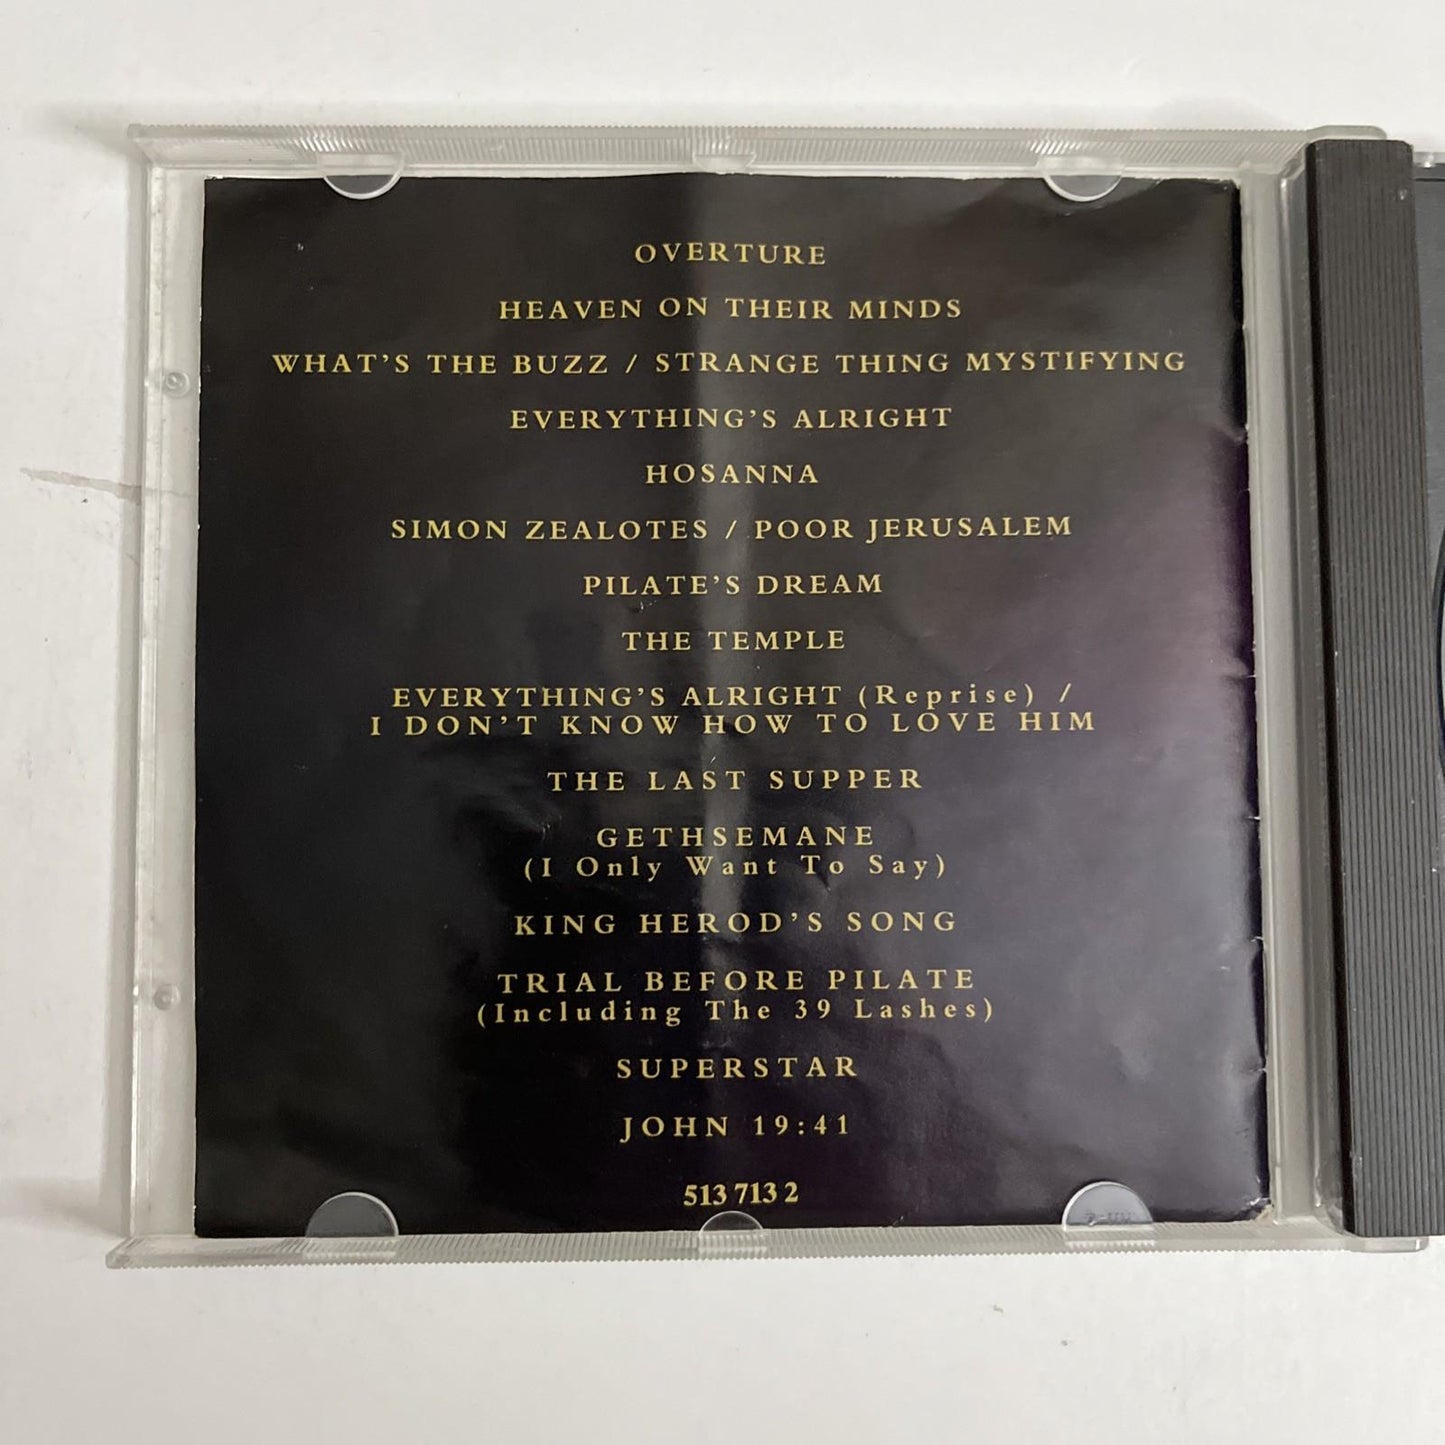 OVERTURE
HEAVEN ON THEIR MINDS
WHAT'S THE BUZZ / STRANGE THING MYSTIFYING
EVERYTHING'S ALRIGHT
HOSANNA
SIMON ZEALOTES / POOR JERUSALEM
PILATE'S DREAM
THE TEMPLE
EVERYTHING'S ALRIGHT (Reprise) /
I DON'T KNOW HOW TO LOVE HIM
THE LAST SUPPER
GETHSEMANE
(I Only Want To Say)
KING HEROD'S SONG
TRIAL BEFORE PILATE
(Including The 39 Lashes)
SUPERSTAR
JOHN 19:41
513 713 2